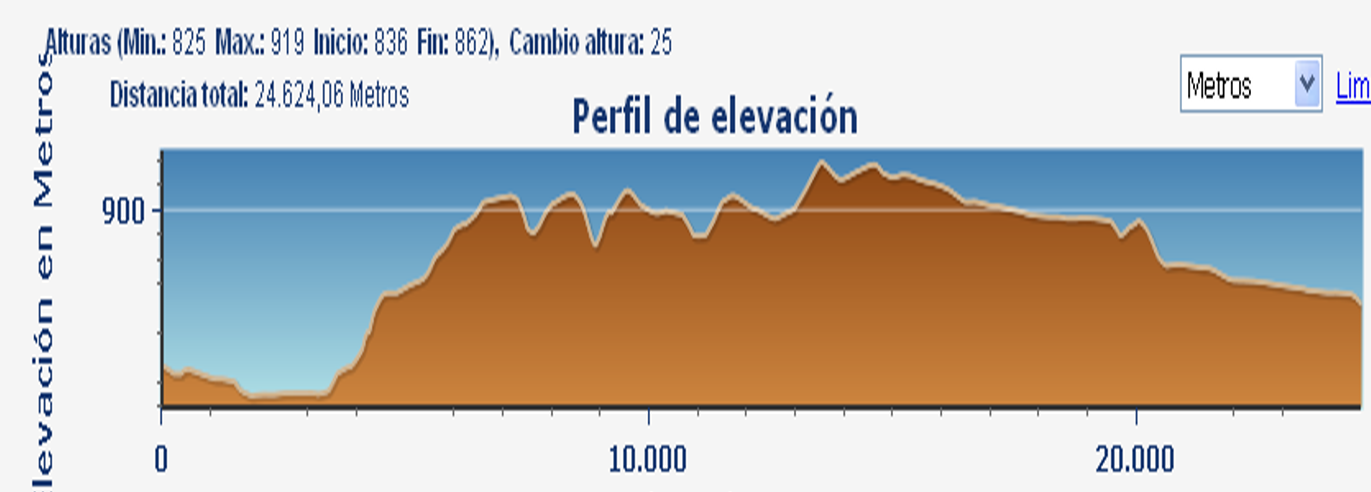 Alturas (Min.: 825 Max.: 919 Inicio: 836 Fin: 862), Cambio altura: 25
Distancia total: 24.624,06 Metros
Metros
Lim
Perfil de elevación
levación en Metros
900
0 10.000 20.000